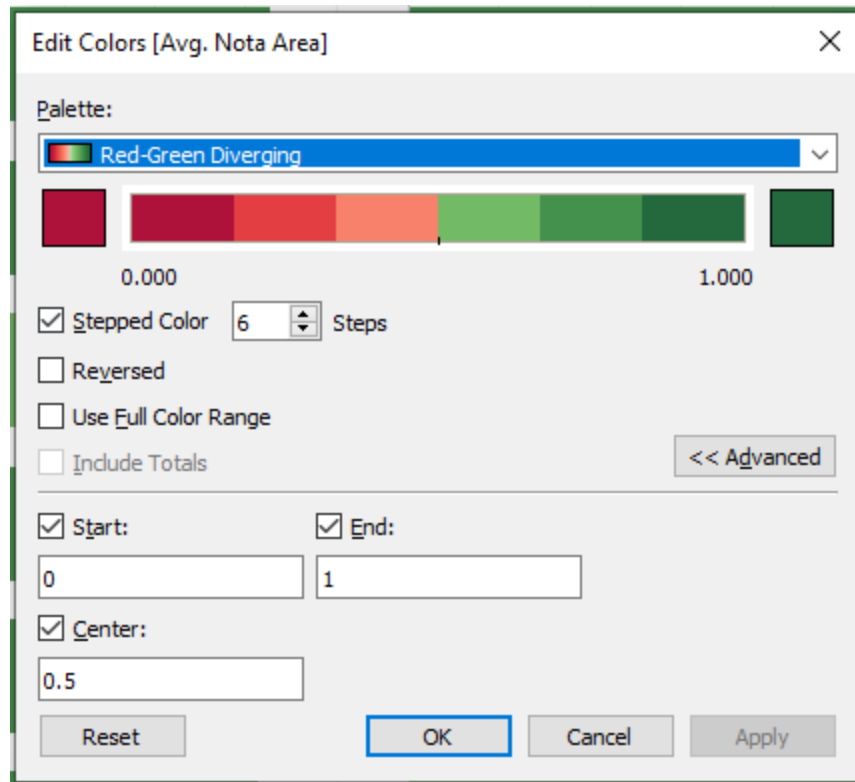 Edit Colors [Avg. Nota Area]
Palette:
Red-Green Diverging
0.000 1.000
Stepped Color 6 Steps
Reversed
Use Full Color Range
Include Totals << Advanced
Start: End:
0 1
Center:
0.5
Reset OK Cancel Apply